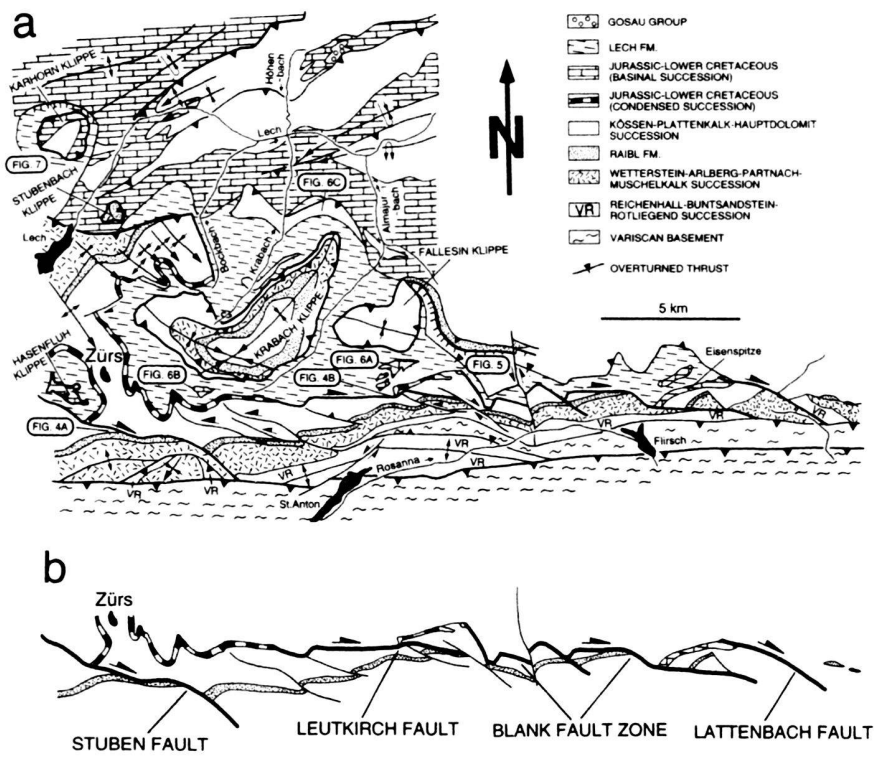 a
KARHORN KLIPPE
Höhen
-bach
Lech
FIG. 7
STUBENBACH
KLIPPE
FIG. 6C
Almajur
-bach
Lech
Bockbach
Krabach
FALLESIN KLIPPE
KRABACH KLIPPE
HASENFLUH
KLIPPE
Zürs
FIG. 6B
FIG. 6A
FIG. 4B
FIG. 5
Eisenspitze
FIG. 4A
VR
VR
VR
VR
VR
VR
VR
VR
Rosanna
Flirsch
St.Anton
N
GOSAU GROUP
LECH FM.
JURASSIC-LOWER CRETACEOUS
(BASINAL SUCCESSION)
JURASSIC-LOWER CRETACEOUS
(CONDENSED SUCCESSION)
KÖSSEN-PLATTENKALK-HAUPTDOLOMIT
SUCCESSION
RAIBL FM.
WETTERSTEIN-ARLBERG-PARTNACH-
MUSCHELKALK SUCCESSION
VR
REICHENHALL-BUNTSANDSTEIN-
ROTLIEGEND SUCCESSION
VARISCAN BASEMENT
OVERTURNED THRUST
5 km
b
Zürs
STUBEN FAULT
LEUTKIRCH FAULT
BLANK FAULT ZONE
LATTENBACH FAULT